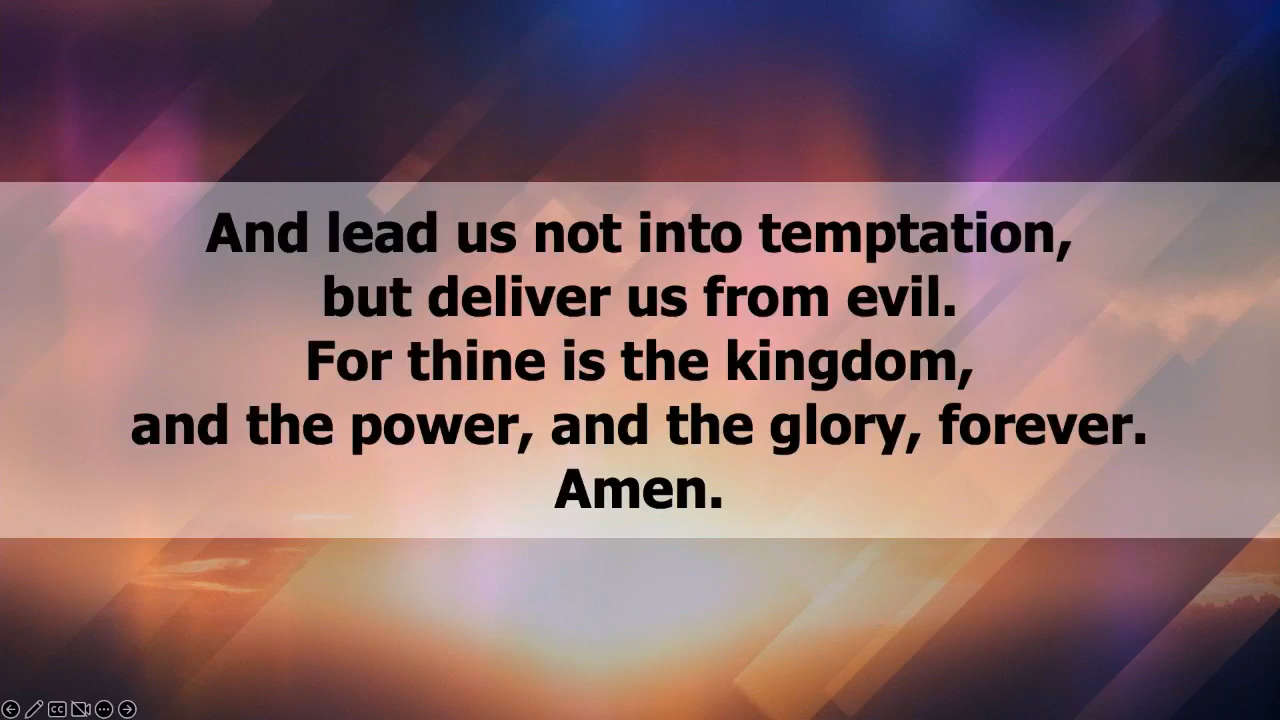 And lead us not into temptation,
but deliver us from evil.
For thine is the kingdom,
and the power, and the glory, forever.
Amen.
CC